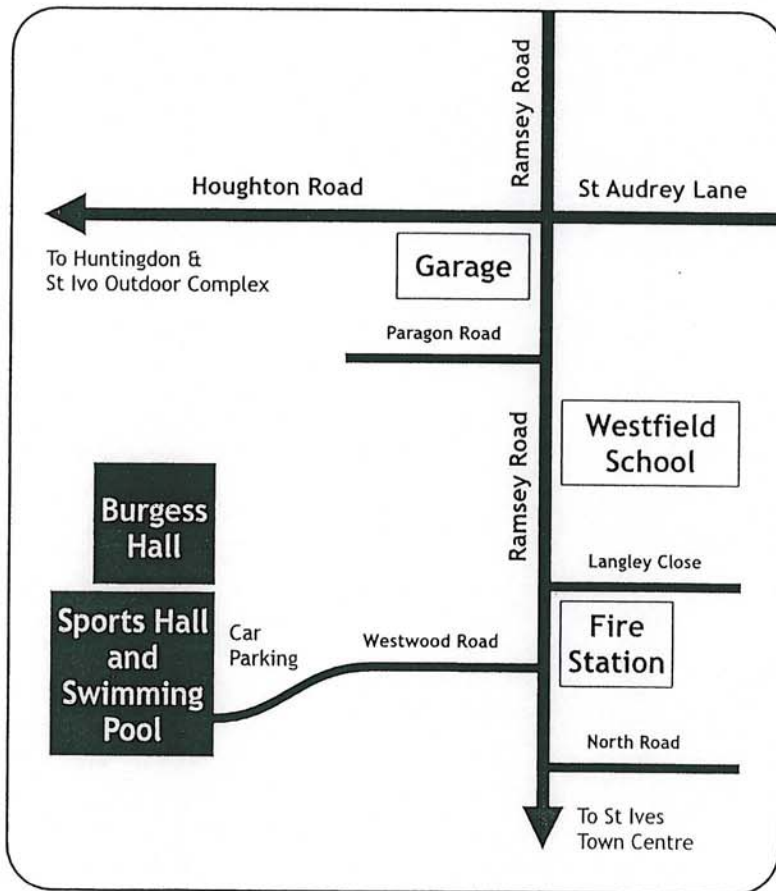 Ramsey Road
Houghton Road
St Audrey Lane
To Huntingdon &
St Ivo Outdoor Complex
Garage
Paragon Road
Ramsey Road
Westfield
School
Burgess
Hall
Langley Close
Sports Hall
and
Swimming
Pool
Car
Parking
Westwood Road
Fire
Station
North Road
To St Ives
Town Centre